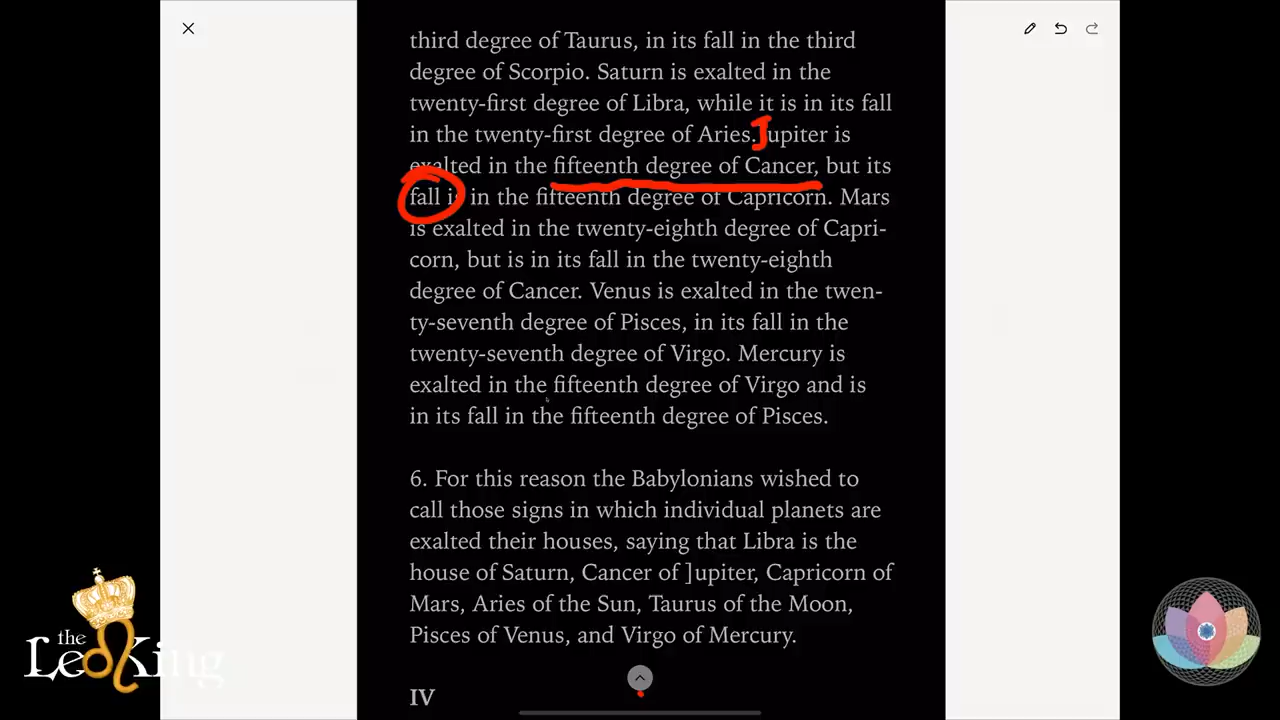 third degree of Taurus, in its fall in the third
degree of Scorpio. Saturn is exalted in the
twenty-first degree of Libra, while it is in its fall
in the twenty-first degree of Aries. Jupiter is
exalted in the fifteenth degree of Cancer, but its
fall is in the fifteenth degree of Capricorn. Mars
is exalted in the twenty-eighth degree of Capri-
corn, but is in its fall in the twenty-eighth
degree of Cancer. Venus is exalted in the twen-
ty-seventh degree of Pisces, in its fall in the
twenty-seventh degree of Virgo. Mercury is
exalted in the fifteenth degree of Virgo and is
in its fall in the fifteenth degree of Pisces.
6. For this reason the Babylonians wished to
call those signs in which individual planets are
exalted their houses, saying that Libra is the
house of Saturn, Cancer of ]upiter, Capricorn of
Mars, Aries of the Sun, Taurus of the Moon,
Pisces of Venus, and Virgo of Mercury.
IV
the
Leo King